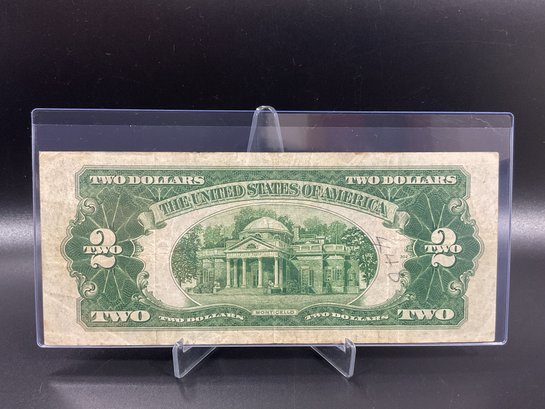 TWO DOLLARS TWO DOLLARS
THE UNITED STATES OF AMERICA
2 2
TWO TWO
TWO TWO DOLLARS MONTICELLO TWO DOLLARS TWO